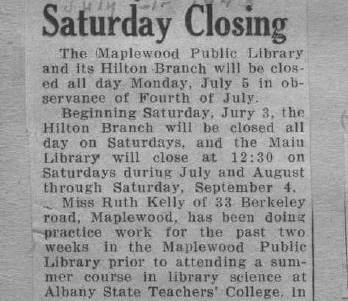 Saturday Closing
The Maplewood Public Library
and its Hilton Branch will be clos-
ed all day Monday, July 5 in ob-
servance of Fourth of July.
Beginning Saturday, Jury 3, the
Hilton Branch will be closed all
day on Saturdays, and the Main
Library will close at 12:30 on
Saturdays during July and August
through Saturday, September 4.
Miss Ruth Kelly of 33 Berkeley
road, Maplewood, has been doing
practice work for the past two
weeks in the Maplewood Public
Library prior to attending a sum-
mer course in library science at
Albany State Teachers' College, in